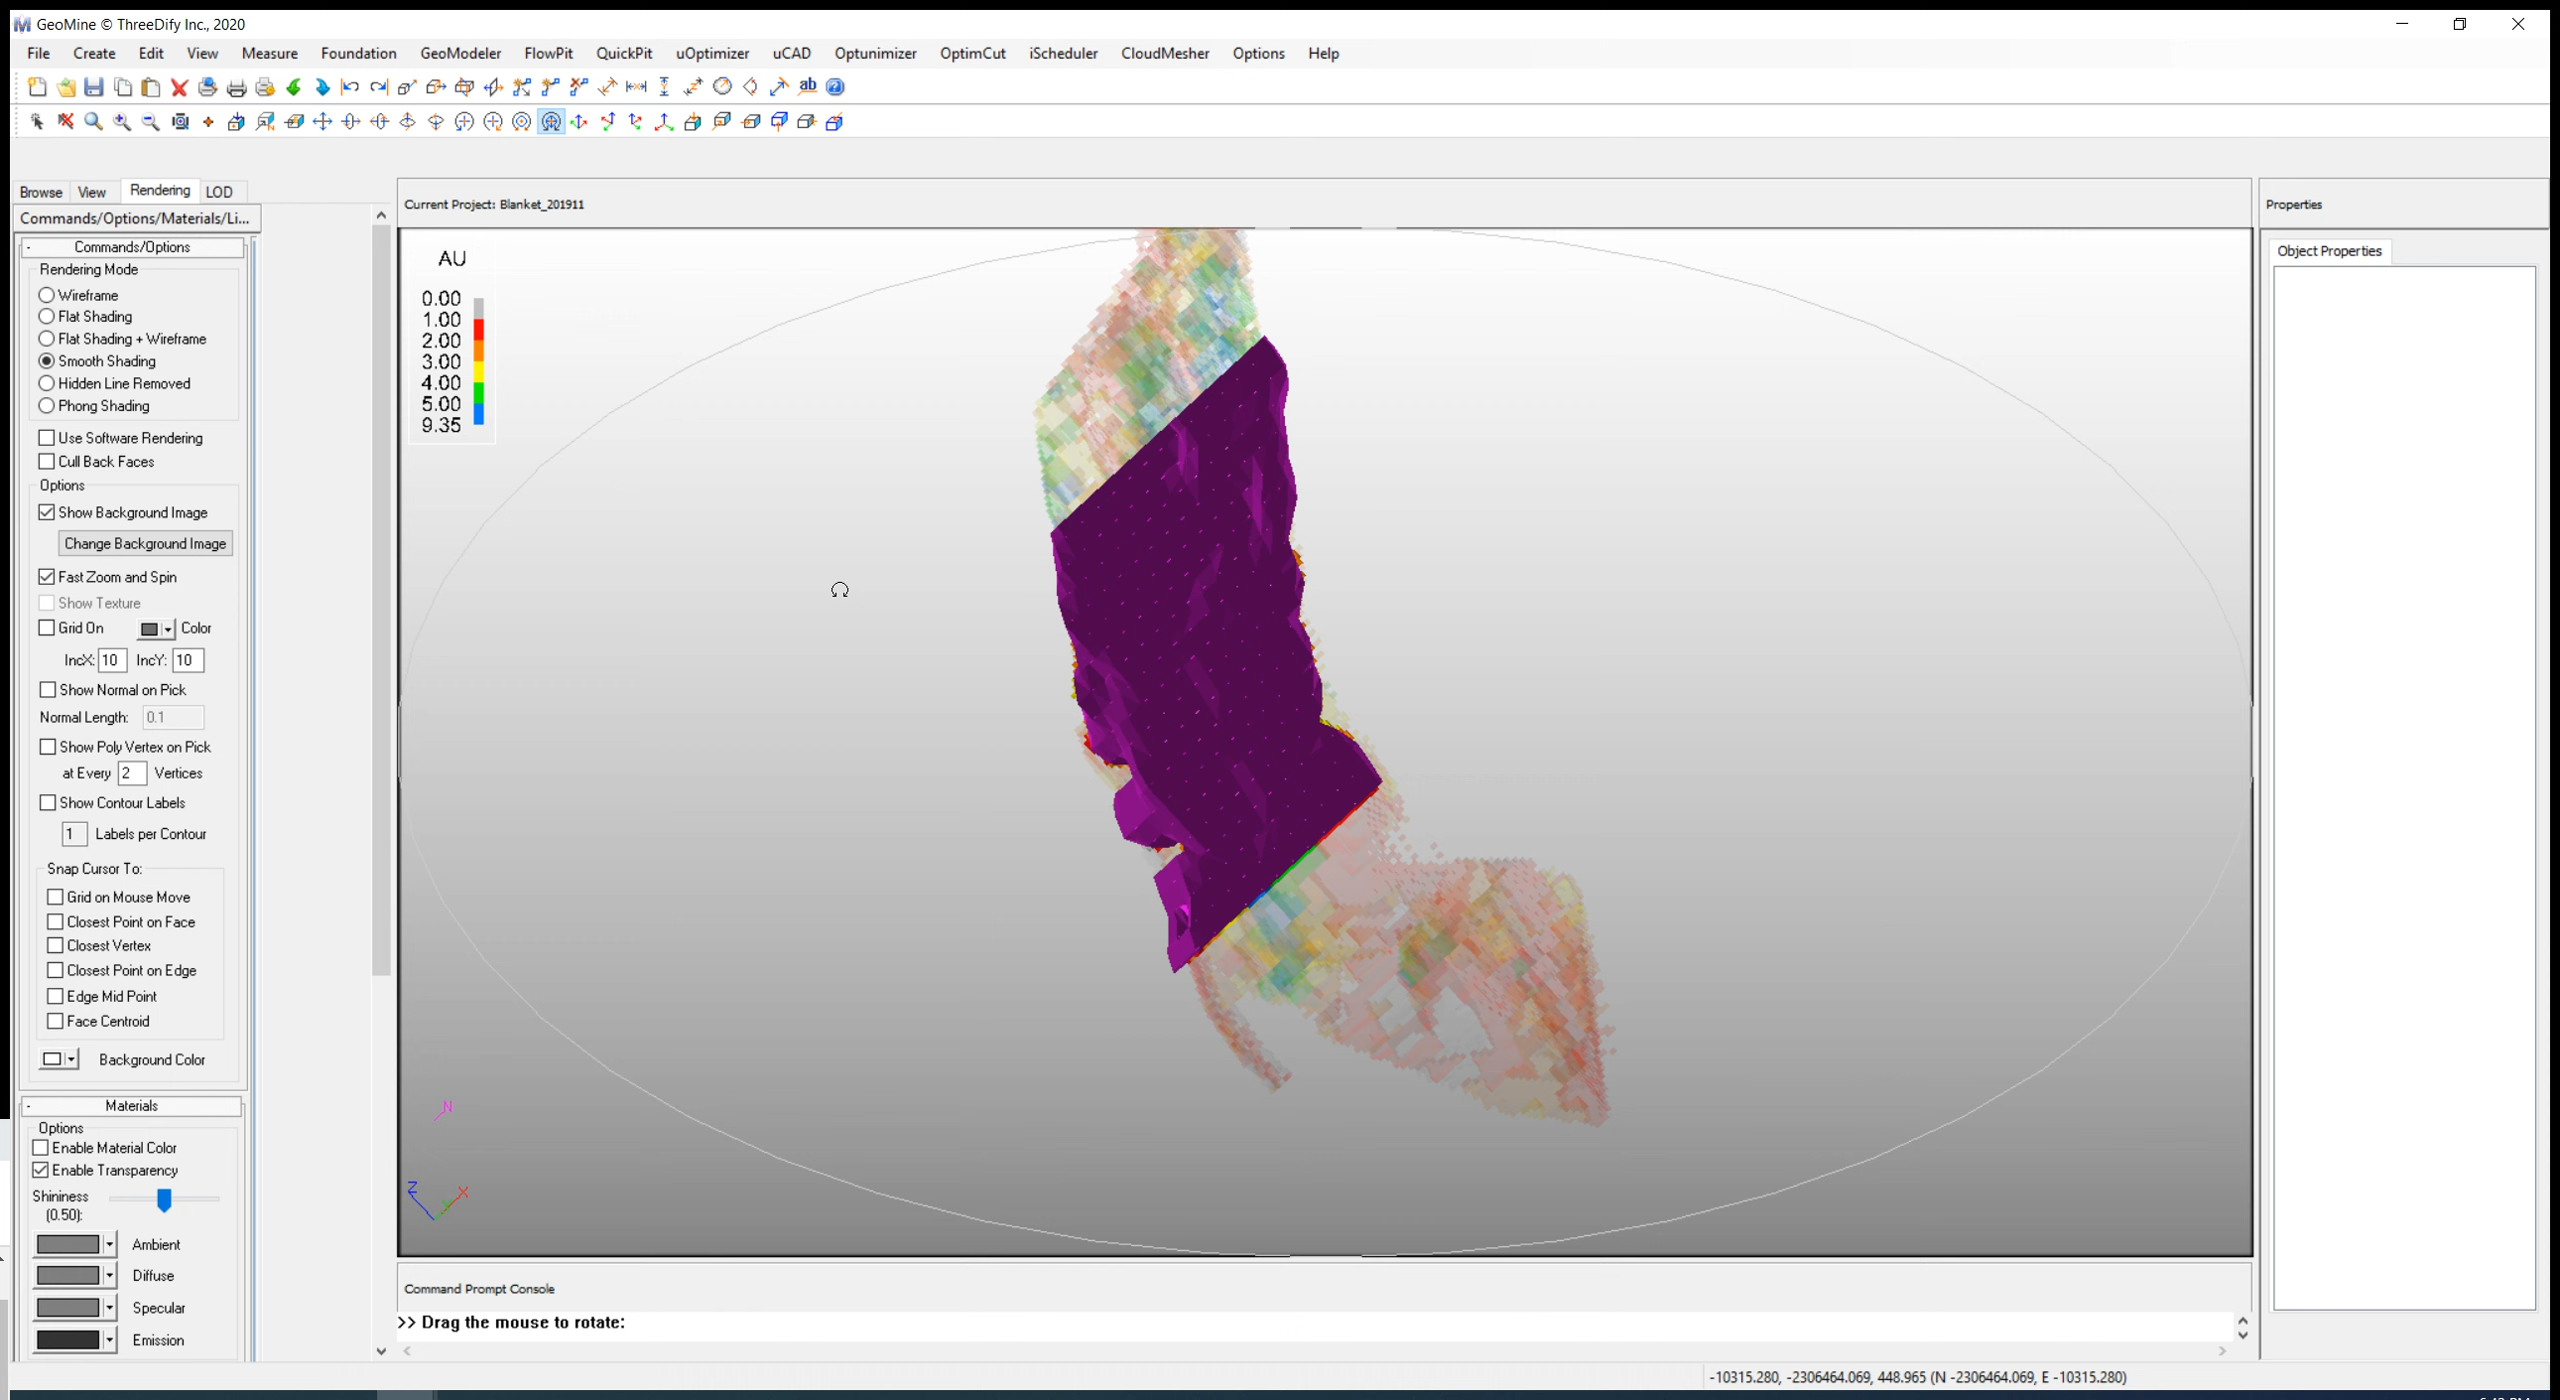 GeoMine © ThreeDify Inc., 2020
File Create Edit View Measure Foundation GeoModeler FlowPit QuickPit uOptimizer uCAD Optunimizer OptimCut iScheduler CloudMesher Options Help
ab
Browse View Rendering LOD
Commands/Options/Materials/Li...
- Commands/Options
Rendering Mode
Wireframe
Flat Shading
Flat Shading + Wireframe
Smooth Shading
Hidden Line Removed
Phong Shading
Use Software Rendering
Cull Back Faces
Options
Show Background Image
Change Background Image
Fast Zoom and Spin
Show Texture
Grid On Color
IncX: 10 IncY: 10
Show Normal on Pick
Normal Length: 0.1
Show Poly Vertex on Pick
at Every 2 Vertices
Show Contour Labels
1 Labels per Contour
Snap Cursor To:
Grid on Mouse Move
Closest Point on Face
Closest Vertex
Closest Point on Edge
Edge Mid Point
Face Centroid
Background Color
- Materials
Options
Enable Material Color
Enable Transparency
Shininess
(0.50):
Ambient
Diffuse
Specular
Emission
Current Project: Blanket_201911
AU
0.00
1.00
2.00
3.00
4.00
5.00
9.35
N
Z Y X
Command Prompt Console
>> Drag the mouse to rotate:
Properties
Object Properties
-10315.280, -2306464.069, 448.965 (N -2306464.069, E -10315.280)